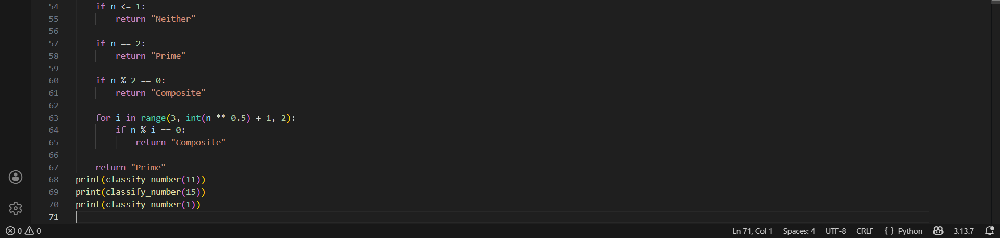 54 if n <= 1:
55 return "Neither"
56
57 if n == 2:
58 return "Prime"
59
60 if n % 2 == 0:
61 return "Composite"
62
63 for i in range(3, int(n ** 0.5) + 1, 2):
64 if n % i == 0:
65 return "Composite"
66
67 return "Prime"
68 print(classify_number(11))
69 print(classify_number(15))
70 print(classify_number(1))
71
0 0 Ln 71, Col 1 Spaces: 4 UTF-8 CRLF {} Python 3.13.7